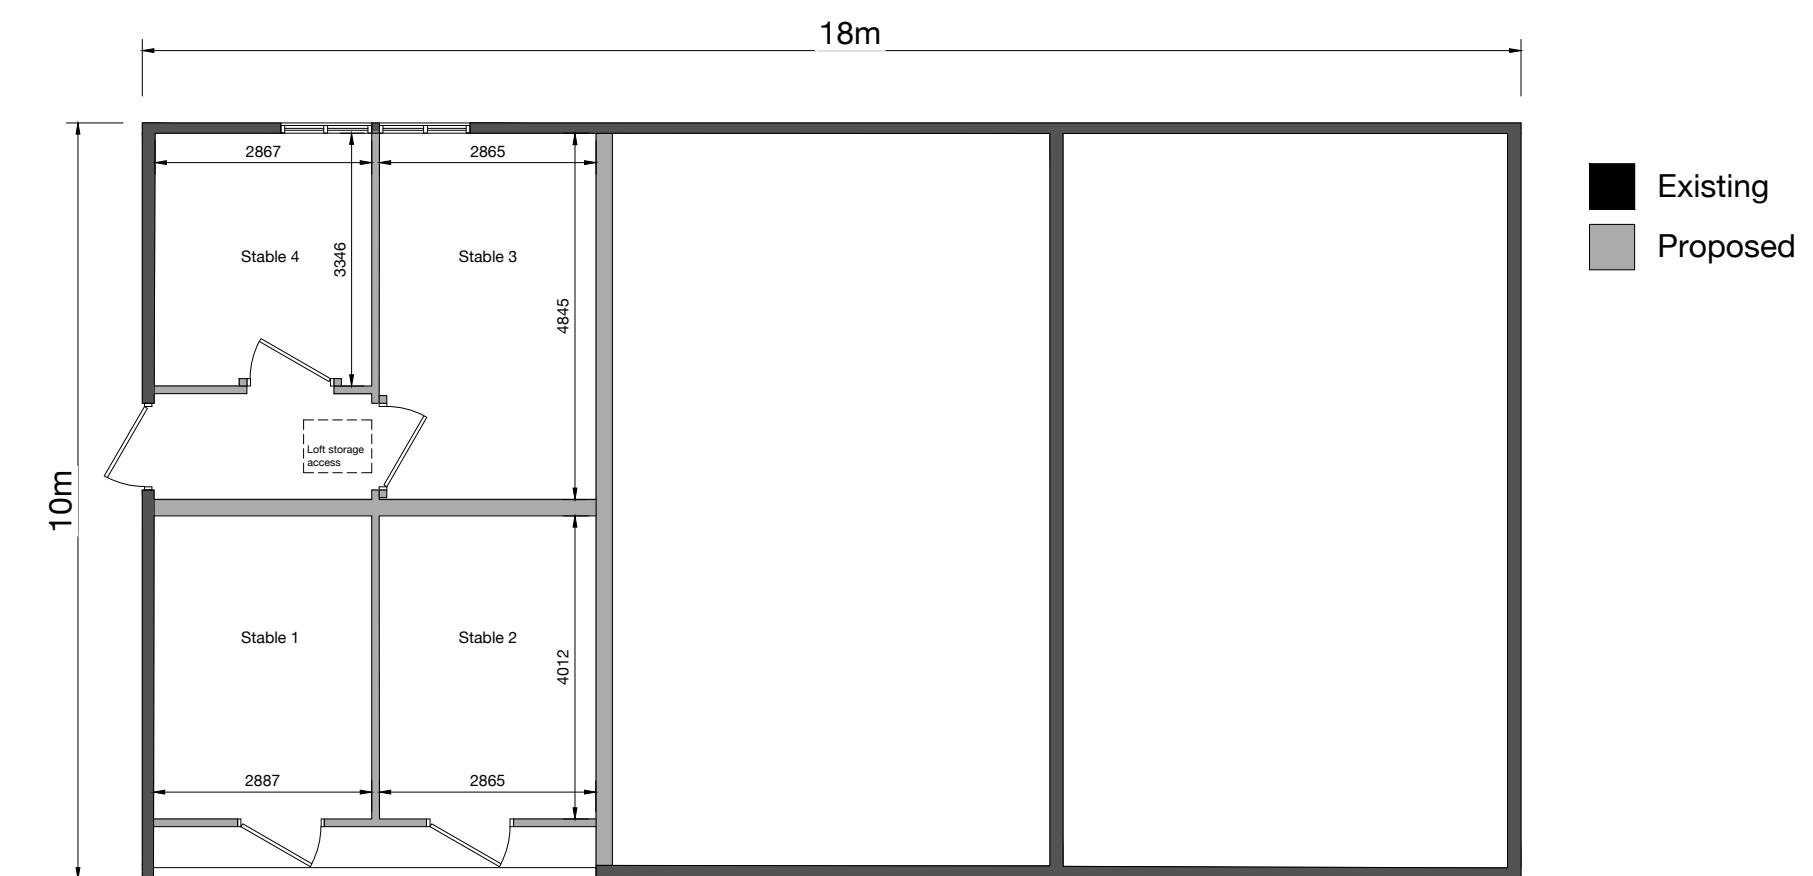 18m
Existing
Proposed
2867
2865
Stable 4
3346
Stable 3
4845
Loft storage
access
10m
Stable 1
Stable 2
4012
2887
2865